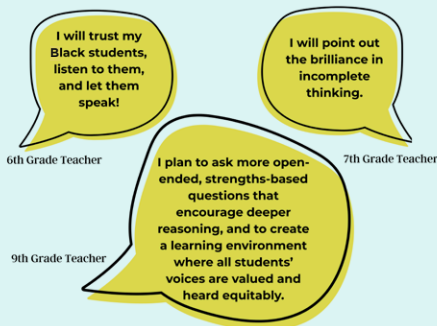 I will trust my
Black students,
listen to them,
and let them
speak!
6th Grade Teacher
I will point out
the brilliance in
incomplete
thinking.
7th Grade Teacher
I plan to ask more open-
ended, strengths-based
questions that
encourage deeper
reasoning, and to create
a learning environment
where all students'
voices are valued and
heard equitably.
9th Grade Teacher